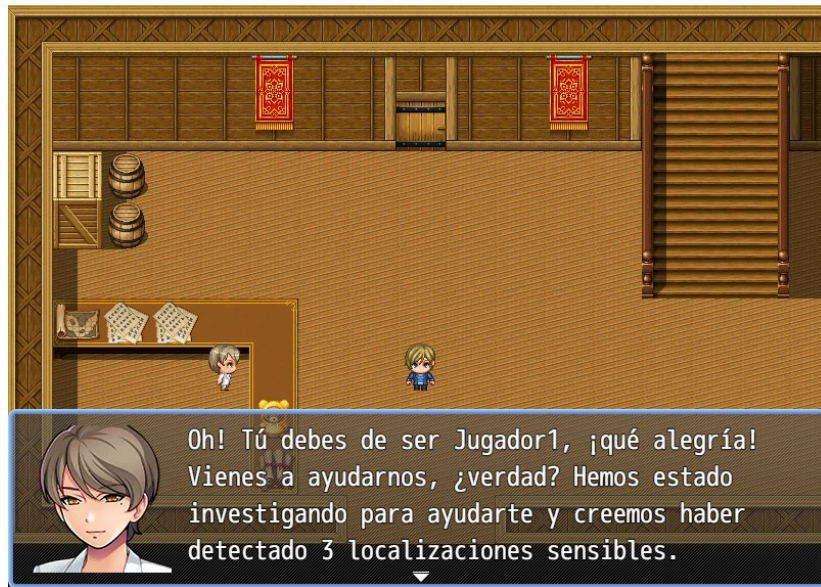 Oh! Tú debes de ser Jugador1, ¡qué alegría!
Vienes a ayudarnos, ¿verdad? Hemos estado
investigando para ayudarte y creemos haber
detectado 3 localizaciones sensibles.